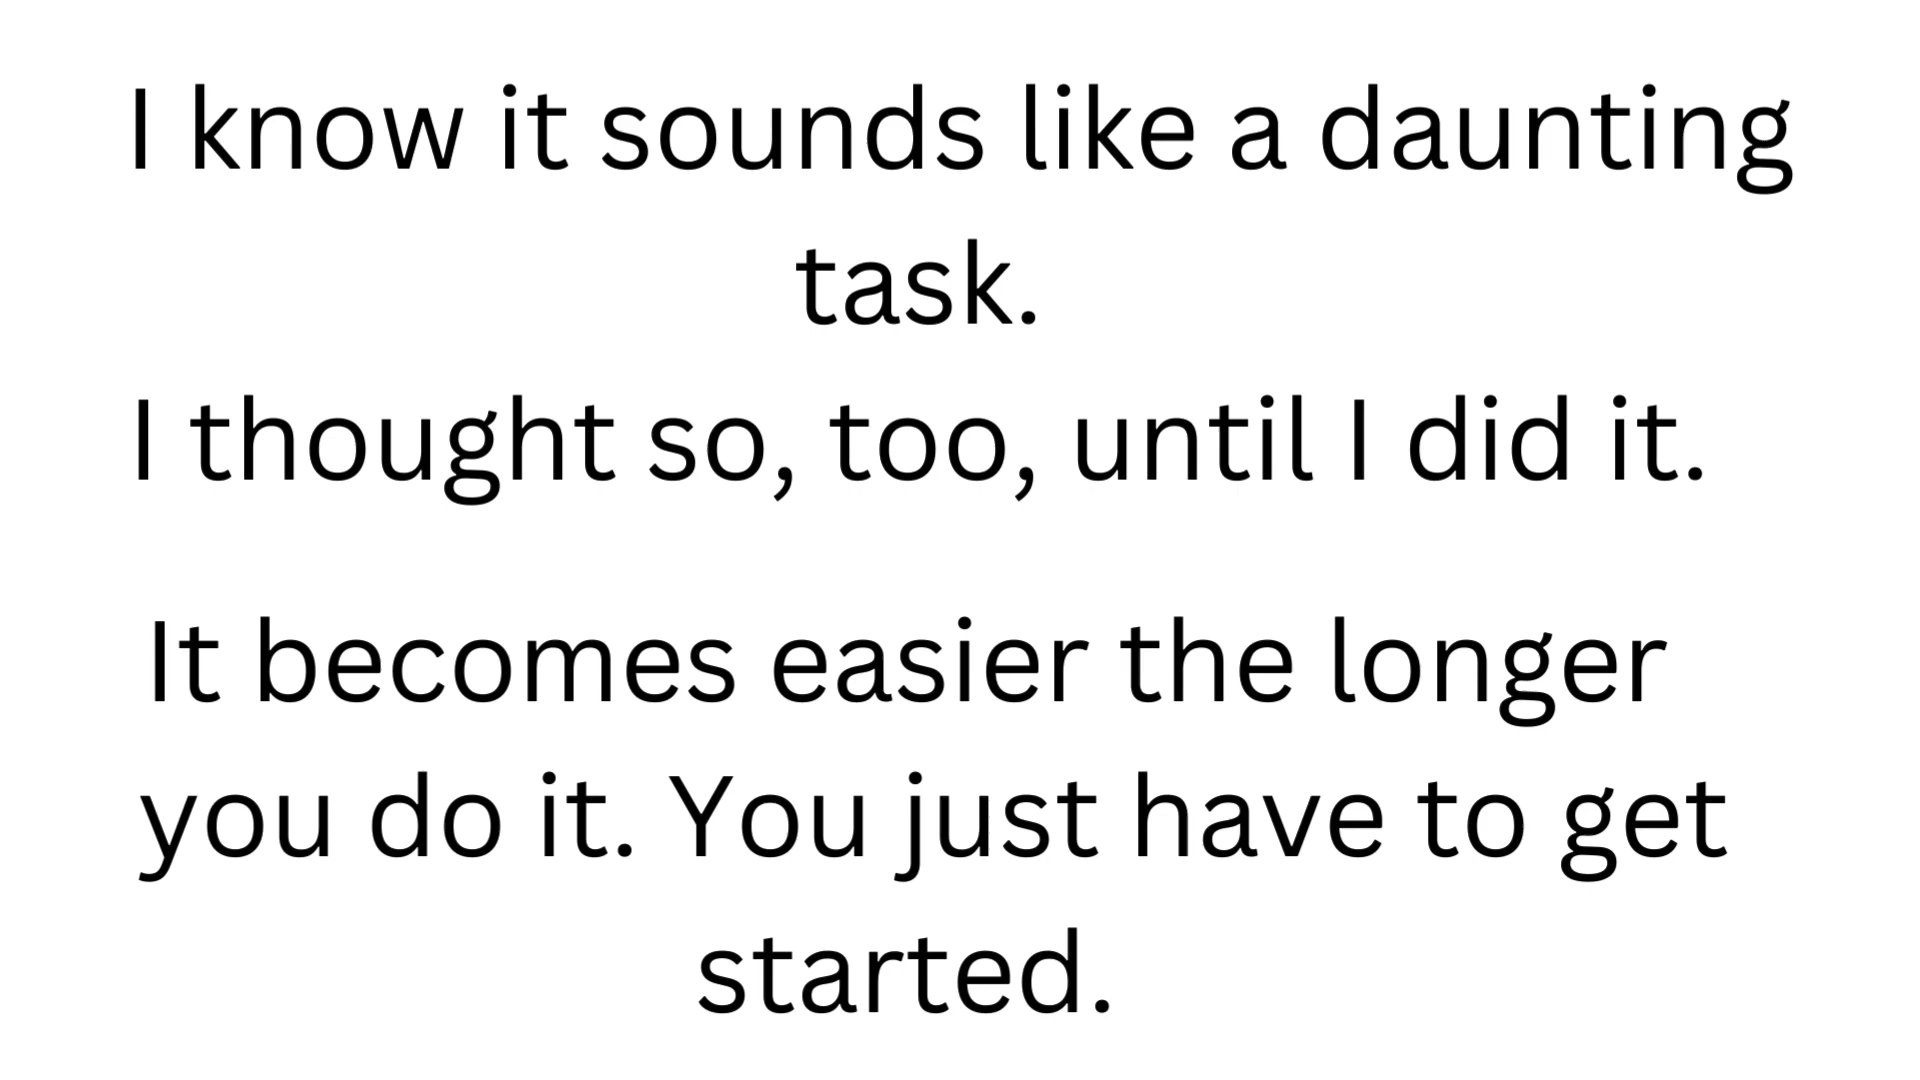 I know it sounds like a daunting
task.
I thought so, too, until I did it.
It becomes easier the longer
you do it. You just have to get
started.